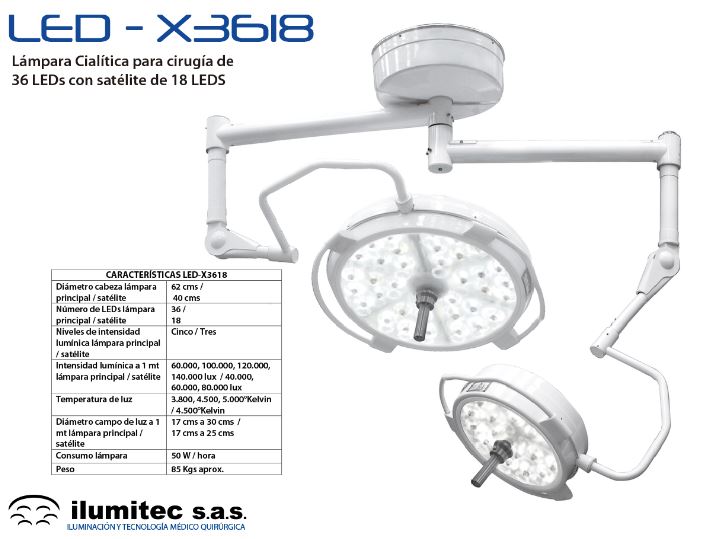 LED - X3618
Lámpara Cialítica para cirugía de
36 LEDs con satélite de 18 LEDS
CARACTERÍSTICAS LED-X3618
Diámetro cabeza lámpara
principal / satélite
62 cms /
40 cms
Número de LEDs lámpara
principal / satélite
36 /
18
Niveles de intensidad
lumínica lámpara principal
/ satélite
Cinco / Tres
Intensidad lumínica a 1 mt
lámpara principal / satélite
60.000, 100.000, 120.000,
140.000 lux / 40.000,
60.000, 80.000 lux
Temperatura de luz
3.800, 4.500, 5.000°Kelvin
/ 4.500°Kelvin
Diámetro campo de luz a 1
mt lámpara principal /
satélite
17 cms a 30 cms /
17 cms a 25 cms
Consumo lámpara
50 W / hora
Peso
85 Kgs aprox.
ilumitec s.a.s.
ILUMINACIÓN Y TECNOLOGÍA MÉDICO QUIRÚRGICA